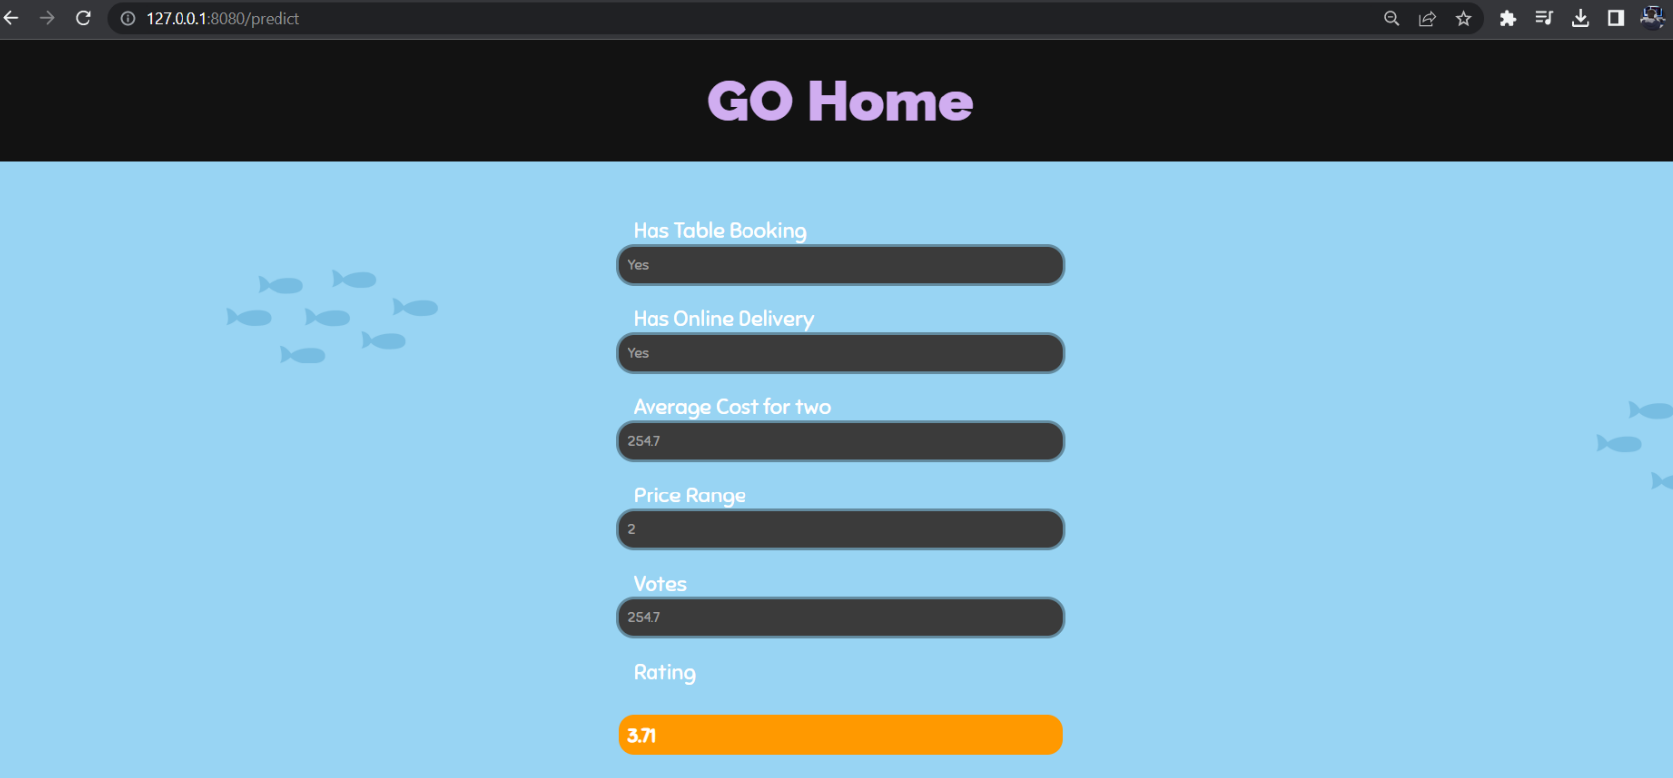 127.0.0.1:8080/predict
GO Home
Has Table Booking
Yes
Has Online Delivery
Yes
Average Cost for two
254.7
Price Range
2
Votes
254.7
Rating
3.71